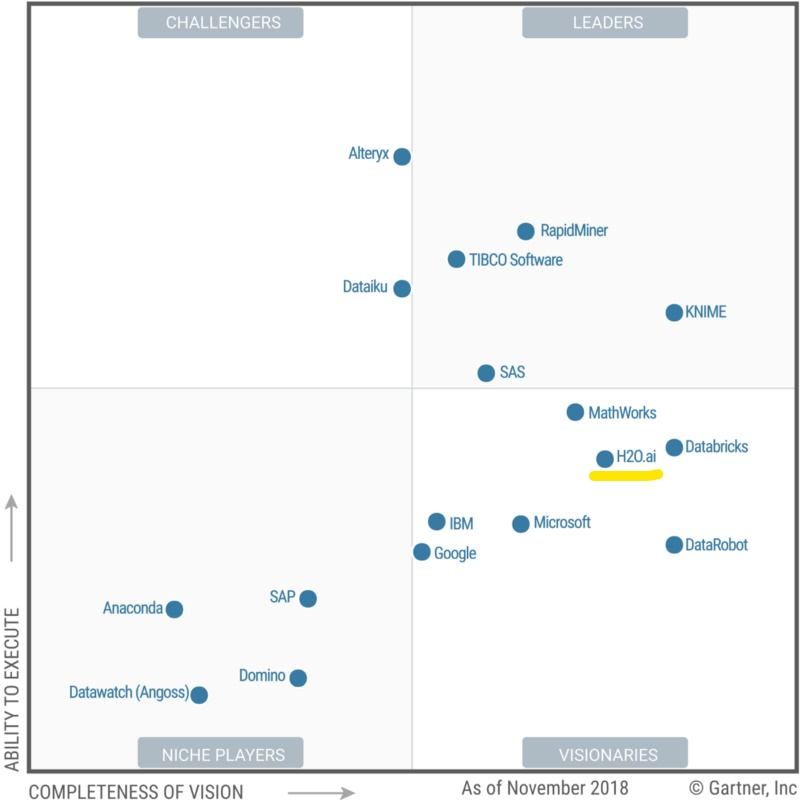 CHALLENGERS
LEADERS
Alteryx
RapidMiner
TIBCO Software
Dataiku
KNIME
SAS
MathWorks
Databricks
H2O.ai
IBM
Microsoft
Google
DataRobot
SAP
Anaconda
Domino
Datawatch (Angoss)
NICHE PLAYERS
VISIONARIES
ABILITY TO EXECUTE
COMPLETENESS OF VISION
As of November 2018
© Gartner, Inc